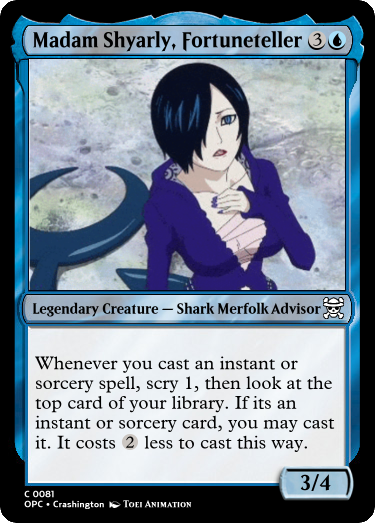 Madam Shyarly, Fortuneteller 3
Legendary Creature — Shark Merfolk Advisor
Whenever you cast an instant or
sorcery spell, scry 1, then look at the
top card of your library. If its an
instant or sorcery card, you may cast
it. It costs 2 less to cast this way.
3/4
C 0081
OPC • Crashington TOEI ANIMATION